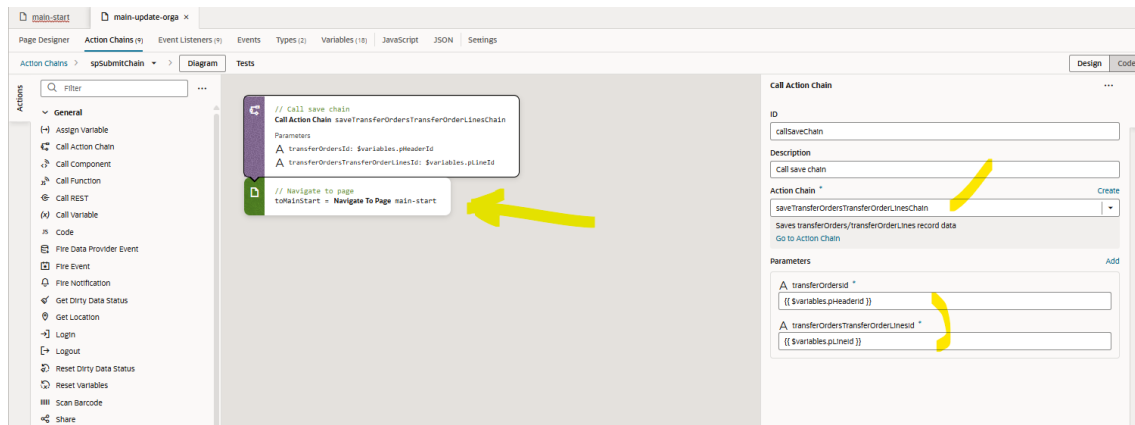 main-start
main-update-orga ×
Page Designer
Action Chains (9)
Event Listeners (9)
Events
Types (2)
Variables (18)
JavaScript
JSON
Settings
Action Chains > spSubmitChain > Diagram Tests
Design Code
Actions
Filter
General
Assign Variable
Call Action Chain
Call Component
Call Function
Call REST
(x) Call Variable
JS Code
Fire Data Provider Event
Fire Event
Fire Notification
Get Dirty Data Status
Get Location
Login
Logout
Reset Dirty Data Status
Reset Variables
Scan Barcode
Share
// Call save chain
Call Action Chain saveTransferOrdersTransferOrderLinesChain
Parameters
A transferOrdersId: $variables.pHeaderId
A transferOrdersTransferOrderLinesId: $variables.pLineId
// Navigate to page
toMainStart = Navigate To Page main-start
Call Action Chain
ID
callSaveChain
Description
Call save chain
Action Chain *
Create
saveTransferOrdersTransferOrderLinesChain
Saves transferOrders/transferOrderLines record data
Go to Action Chain
Parameters
Add
A transferOrdersId *
{{ $variables.pHeaderId }}
A transferOrdersTransferOrderLinesId *
{{ $variables.pLineId }}